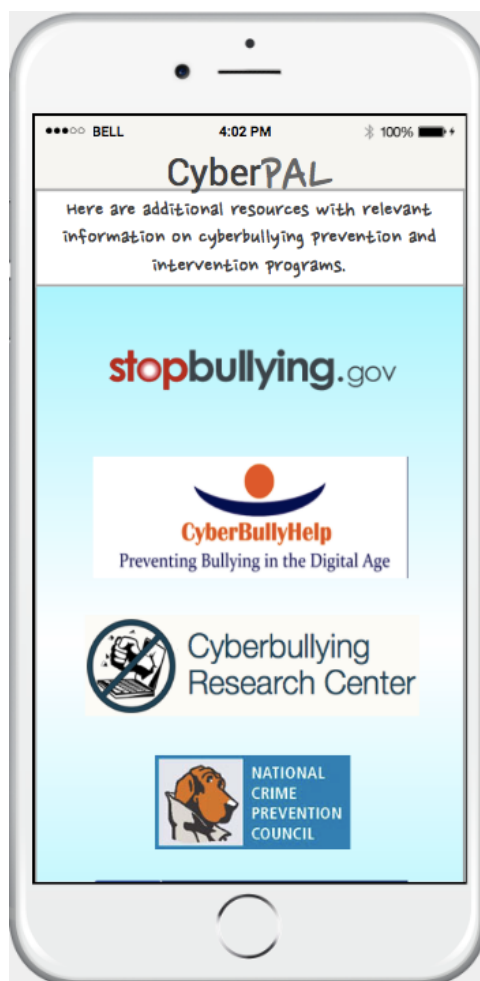 BELL 4:02 PM 100%
CyberPAL
Here are additional resources with relevant
information on cyberbullying prevention and
intervention programs.
stopbullying.gov
CyberBullyHelp
Preventing Bullying in the Digital Age
Cyberbullying
Research Center
NATIONAL
CRIME
PREVENTION
COUNCIL